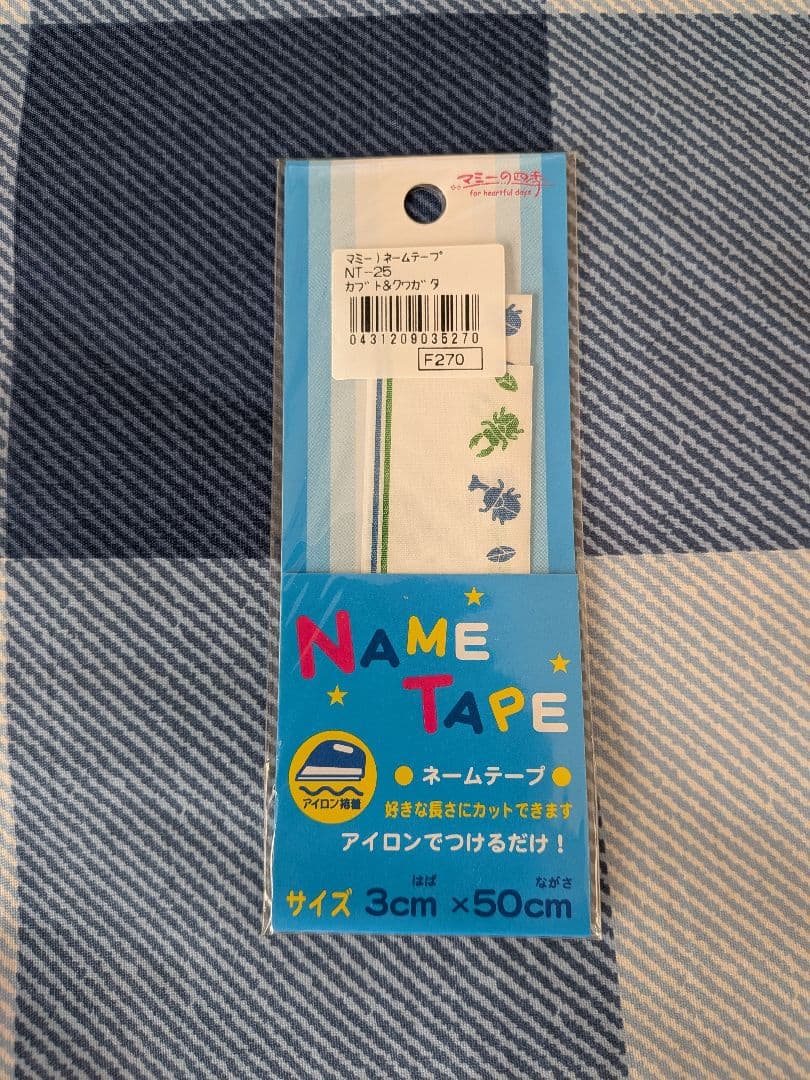 マミーの四季
for heartful days
マミー)ネームテープ
NT-25
カブト&クワガタ
0431209035270
F270
NAME
TAPE
アイロン接着
ネームテープ
好きな長さにカットできます
アイロンでつけるだけ!
はば ながさ
サイズ 3cm ×50cm